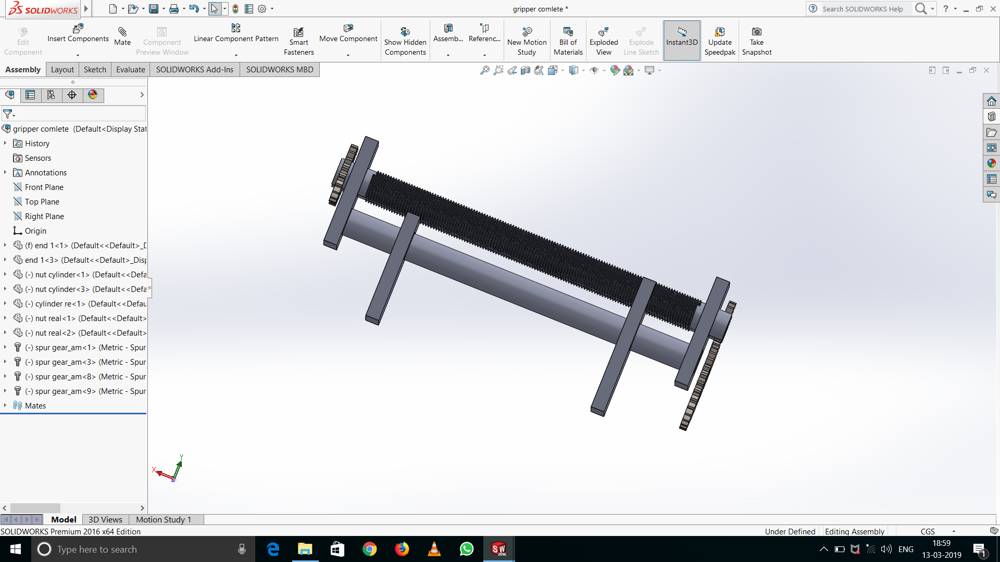 SOLIDWORKS
gripper comlete *
Search SOLIDWORKS Help
Edit Component
Insert Components
Mate
Component Preview Window
Linear Component Pattern
Smart Fasteners
Move Component
Show Hidden Components
Assemb...
Referenc...
New Motion Study
Bill of Materials
Exploded View
Explode Line Sketch
Instant3D
Update Speedpak
Take Snapshot
Assembly
Layout
Sketch
Evaluate
SOLIDWORKS Add-Ins
SOLIDWORKS MBD
gripper comlete (Default<Display Stat
History
Sensors
Annotations
Front Plane
Top Plane
Right Plane
Origin
(f) end 1<1> (Default<<Default>_D
end 1<3> (Default<<Default>_Disp
(-) nut cylinder<1> (Default<<Defa
(-) nut cylinder<3> (Default<<Defa
(-) cylinder re<1> (Default<<Defau
(-) nut real<1> (Default<<Default>
(-) nut real<2> (Default<<Default>
(-) spur gear_am<1> (Metric - Spur
(-) spur gear_am<3> (Metric - Spur
(-) spur gear_am<8> (Metric - Spur
(-) spur gear_am<9> (Metric - Spur
Mates
Y
X
Z
Model
3D Views
Motion Study 1
SOLIDWORKS Premium 2016 x64 Edition
Under Defined
Editing Assembly
CGS
Type here to search
SW
2016
ENG
18:59
13-03-2019
1